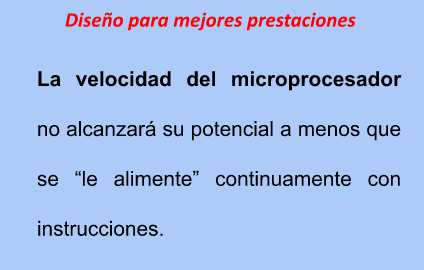 Diseño para mejores prestaciones
La velocidad del microprocesador
no alcanzará su potencial a menos que
se “le alimente” continuamente con
instrucciones.